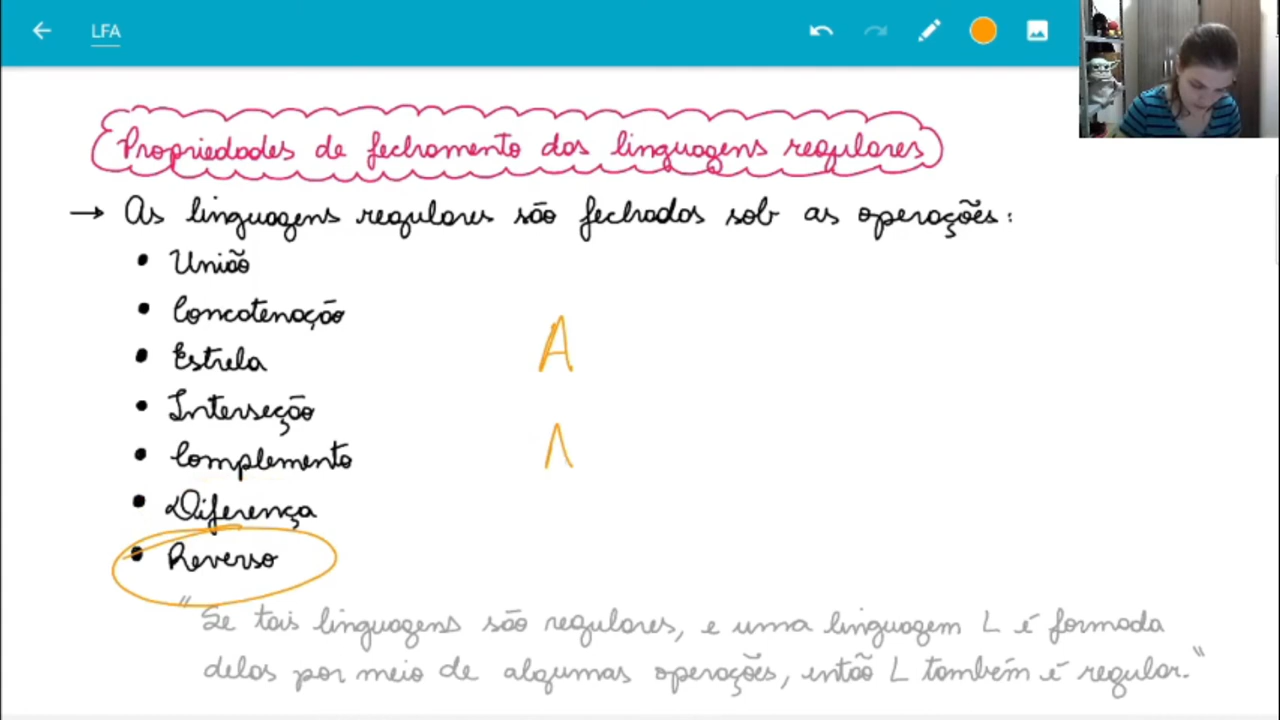 LFA
Propriedades de fechamento das linguagens regulares
→ As linguagens regulares são fechadas sob as operações:
• União
• Concatenação
• Estrela
• Interseção
• Complemento
• Diferença
• Reverso
A
Λ
"Se tais linguagens são regulares, e uma linguagem L é formada
delas por meio de algumas operações, então L também é regular."